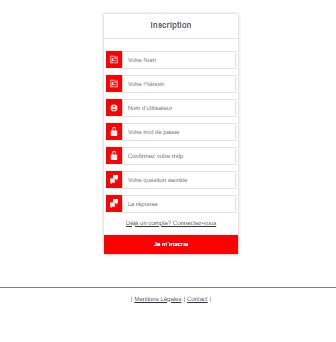 Inscription
Votre Nom
Votre Prénom
Nom d'utilisateur
Votre mot de passe
Confirmez votre mdp
Votre question secrète
La réponse
Déjà un compte? Connectez-vous
Je m'inscris
| Mentions Légales | Contact |